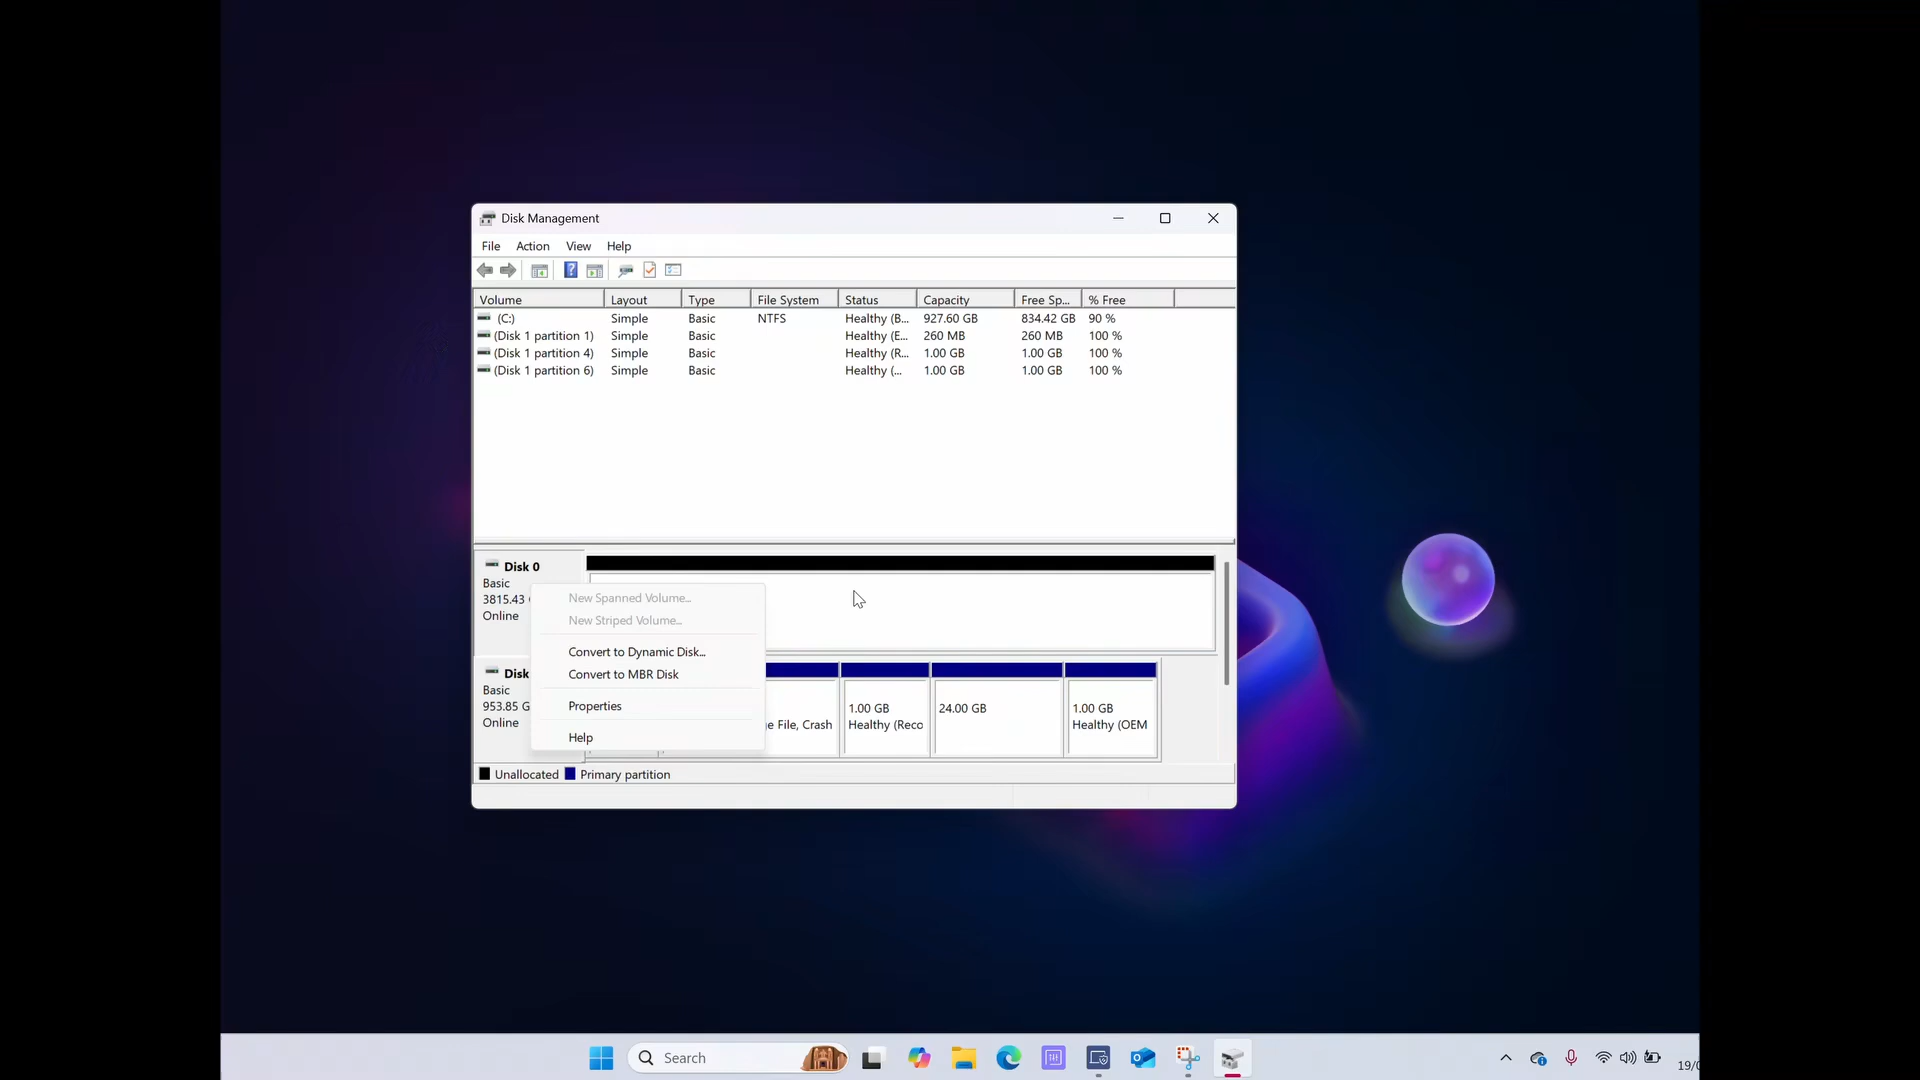 Disk Management
File Action View Help
Volume Layout Type File System Status Capacity Free Sp... % Free
(C:) Simple Basic NTFS Healthy (B... 927.60 GB 834.42 GB 90 %
(Disk 1 partition 1) Simple Basic Healthy (E... 260 MB 260 MB 100 %
(Disk 1 partition 4) Simple Basic Healthy (R... 1.00 GB 1.00 GB 100 %
(Disk 1 partition 6) Simple Basic Healthy (... 1.00 GB 1.00 GB 100 %
Disk 0
Basic
3815.43
Online
New Spanned Volume...
New Striped Volume...
Convert to Dynamic Disk...
Convert to MBR Disk
Properties
Help
Disk
Basic
953.85 G
Online
e File, Crash
1.00 GB
Healthy (Reco
24.00 GB
1.00 GB
Healthy (OEM
Unallocated Primary partition
Search
19/0